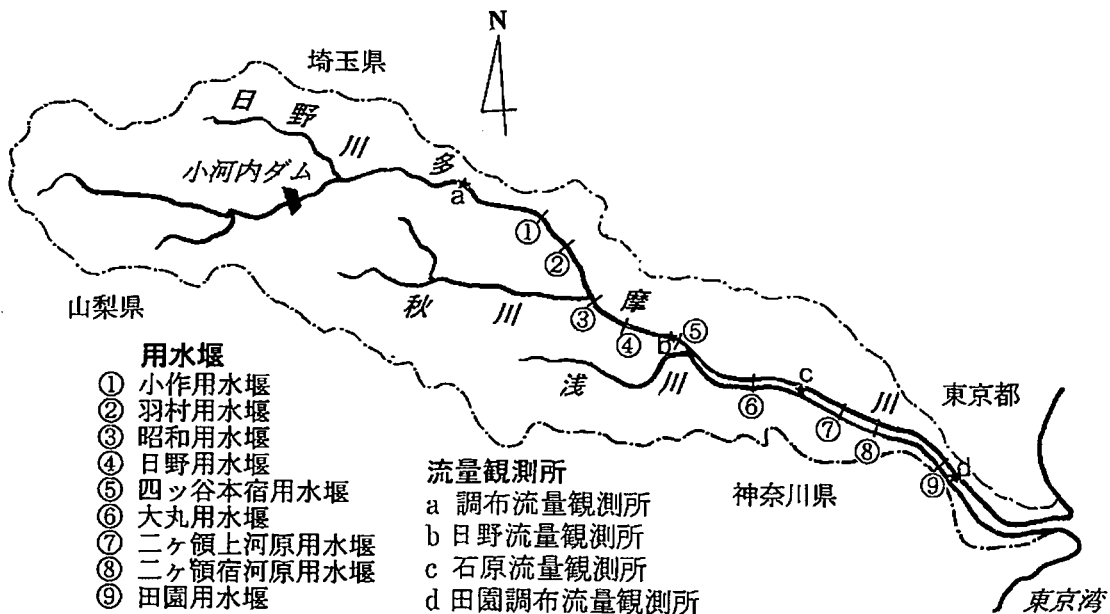 N
埼玉県
日野川
小河内ダム
多摩川
a
①
②
山梨県
秋川
③
④
b
⑤
浅川
⑥
c
⑦
⑧
東京都
⑨
d
神奈川県
東京湾
用水堰
① 小作用水堰
② 羽村用水堰
③ 昭和用水堰
④ 日野用水堰
⑤ 四ッ谷本宿用水堰
⑥ 大丸用水堰
⑦ 二ヶ領上河原用水堰
⑧ 二ヶ領宿河原用水堰
⑨ 田園用水堰
流量観測所
a 調布流量観測所
b 日野流量観測所
c 石原流量観測所
d 田園調布流量観測所